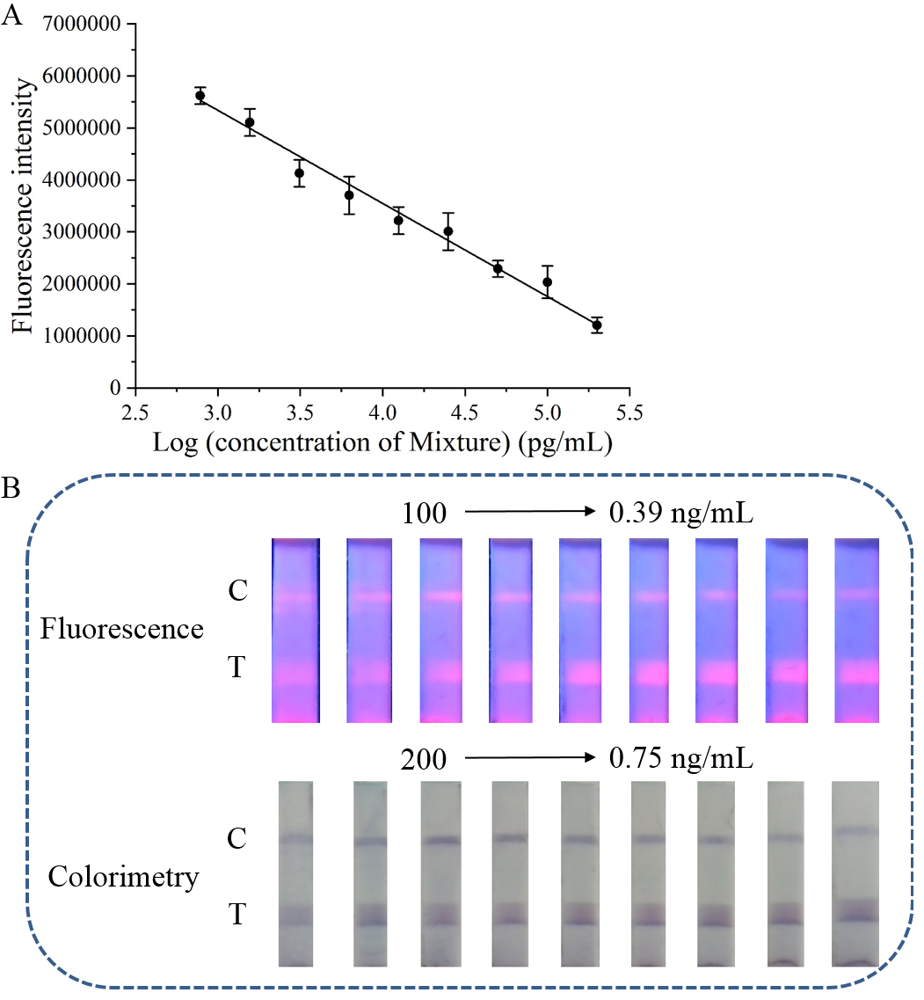 A
7000000
6000000
5000000
4000000
3000000
2000000
1000000
0
Fluorescence intensity
2.5 3.0 3.5 4.0 4.5 5.0 5.5
Log (concentration of Mixture) (pg/mL)
B
100 0.39 ng/mL
C
Fluorescence
T
200 0.75 ng/mL
C
Colorimetry
T